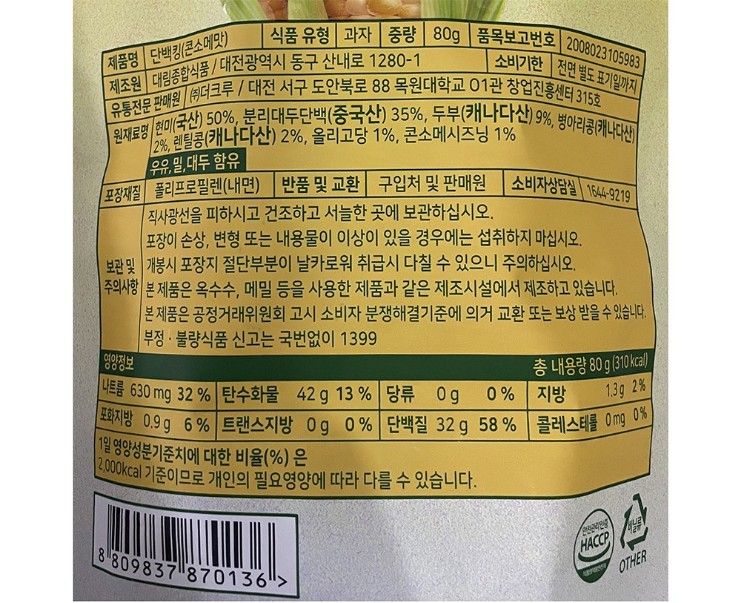 제품명 단백킹(콘소메맛) 식품 유형 과자 중량 80g 품목보고번호 2008023105983
제조원 대림종합식품 / 대전광역시 동구 산내로 1280-1 소비기한 전면 별도 표기일까지
유통전문 판매원 ㈜더크루 / 대전 서구 도안북로 88 목원대학교 O1관 창업진흥센터 315호
원재료명 현미(국산) 50%, 분리대두단백(중국산) 35%, 두부(캐나다산) 9%, 병아리콩(캐나다산)
2%, 렌틸콩(캐나다산) 2%, 올리고당 1%, 콘소메시즈닝 1%
우유,밀,대두 함유
포장재질 폴리프로필렌(내면) 반품 및 교환 구입처 및 판매원 소비자상담실 1644-9219
보관 및 주의사항
직사광선을 피하시고 건조하고 서늘한 곳에 보관하십시오.
포장이 손상, 변형 또는 내용물이 이상이 있을 경우에는 섭취하지 마십시오.
개봉시 포장지 절단부분이 날카로워 취급시 다칠 수 있으니 주의하십시오.
본 제품은 옥수수, 메밀 등을 사용한 제품과 같은 제조시설에서 제조하고 있습니다.
본 제품은 공정거래위원회 고시 소비자 분쟁해결기준에 의거 교환 또는 보상 받을 수 있습니다.
부정 · 불량식품 신고는 국번없이 1399
영양정보 총 내용량 80 g (310 kcal)
나트륨 630 mg 32 % 탄수화물 42 g 13 % 당류 0 g 0 % 지방 1.3 g 2 %
포화지방 0.9 g 6 % 트랜스지방 0 g 0 % 단백질 32 g 58 % 콜레스테롤 0 mg 0 %
1일 영양성분기준치에 대한 비율(%) 은
2,000kcal 기준이므로 개인의 필요영양에 따라 다를 수 있습니다.
8 809837 870136 >
안전관리인증
HACCP
비닐류
OTHER